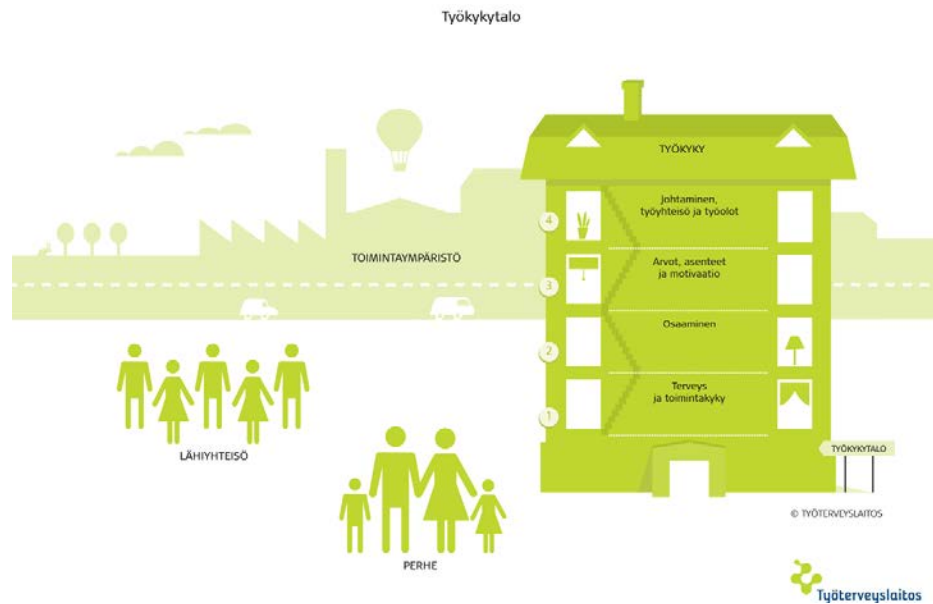 Työkykytalo
TYÖKYKY
4
Johtaminen,
työyhteisö ja työolot
TOIMINTAYMPÄRISTÖ
3
Arvot, asenteet
ja motivaatio
2
Osaaminen
1
Terveys
ja toimintakyky
LÄHIYHTEISÖ
TYÖKYKYTALO
© TYÖTERVEYSLAITOS
PERHE
Työterveyslaitos